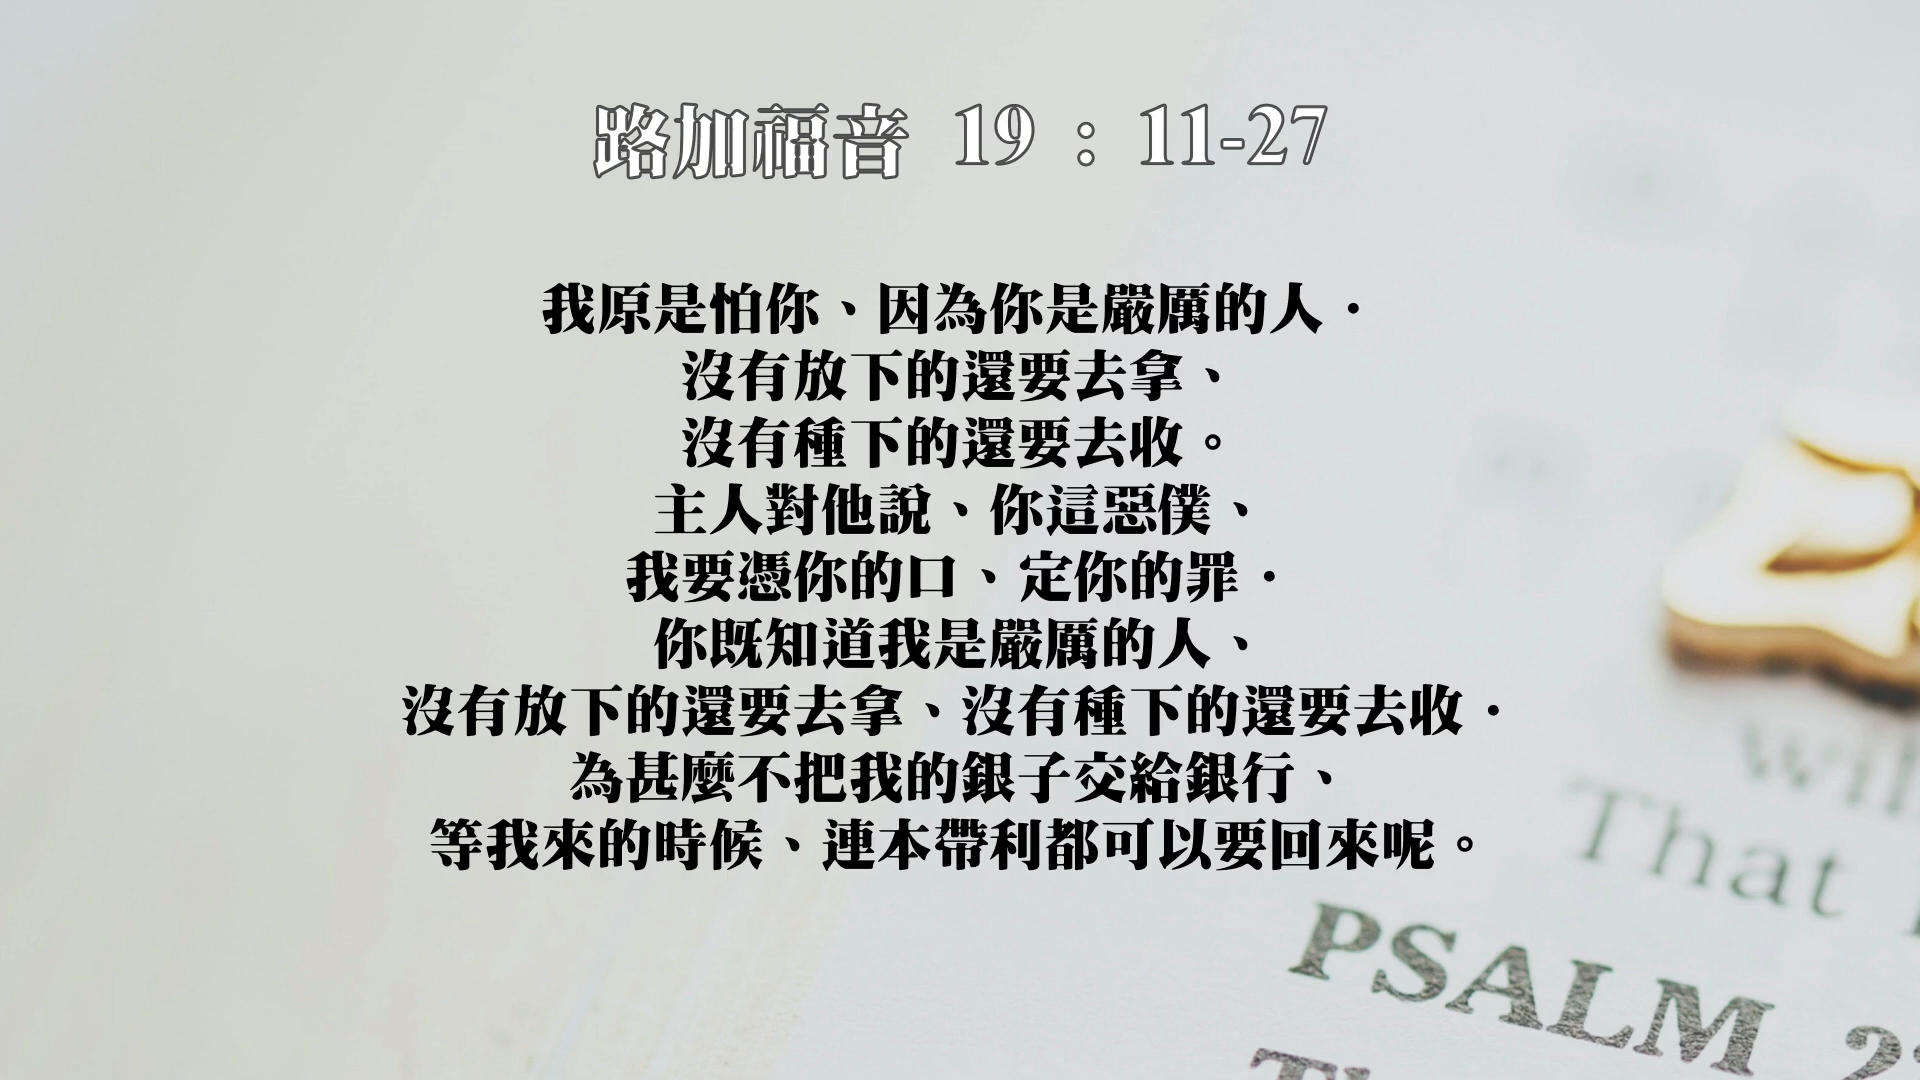 路加福音 19 : 11-27
我原是怕你、因為你是嚴厲的人．
沒有放下的還要去拿、
沒有種下的還要去收。
主人對他說、你這惡僕、
我要憑你的口、定你的罪．
你既知道我是嚴厲的人、
沒有放下的還要去拿、沒有種下的還要去收．
為甚麼不把我的銀子交給銀行、
等我來的時候、連本帶利都可以要回來呢。
That
PSALM